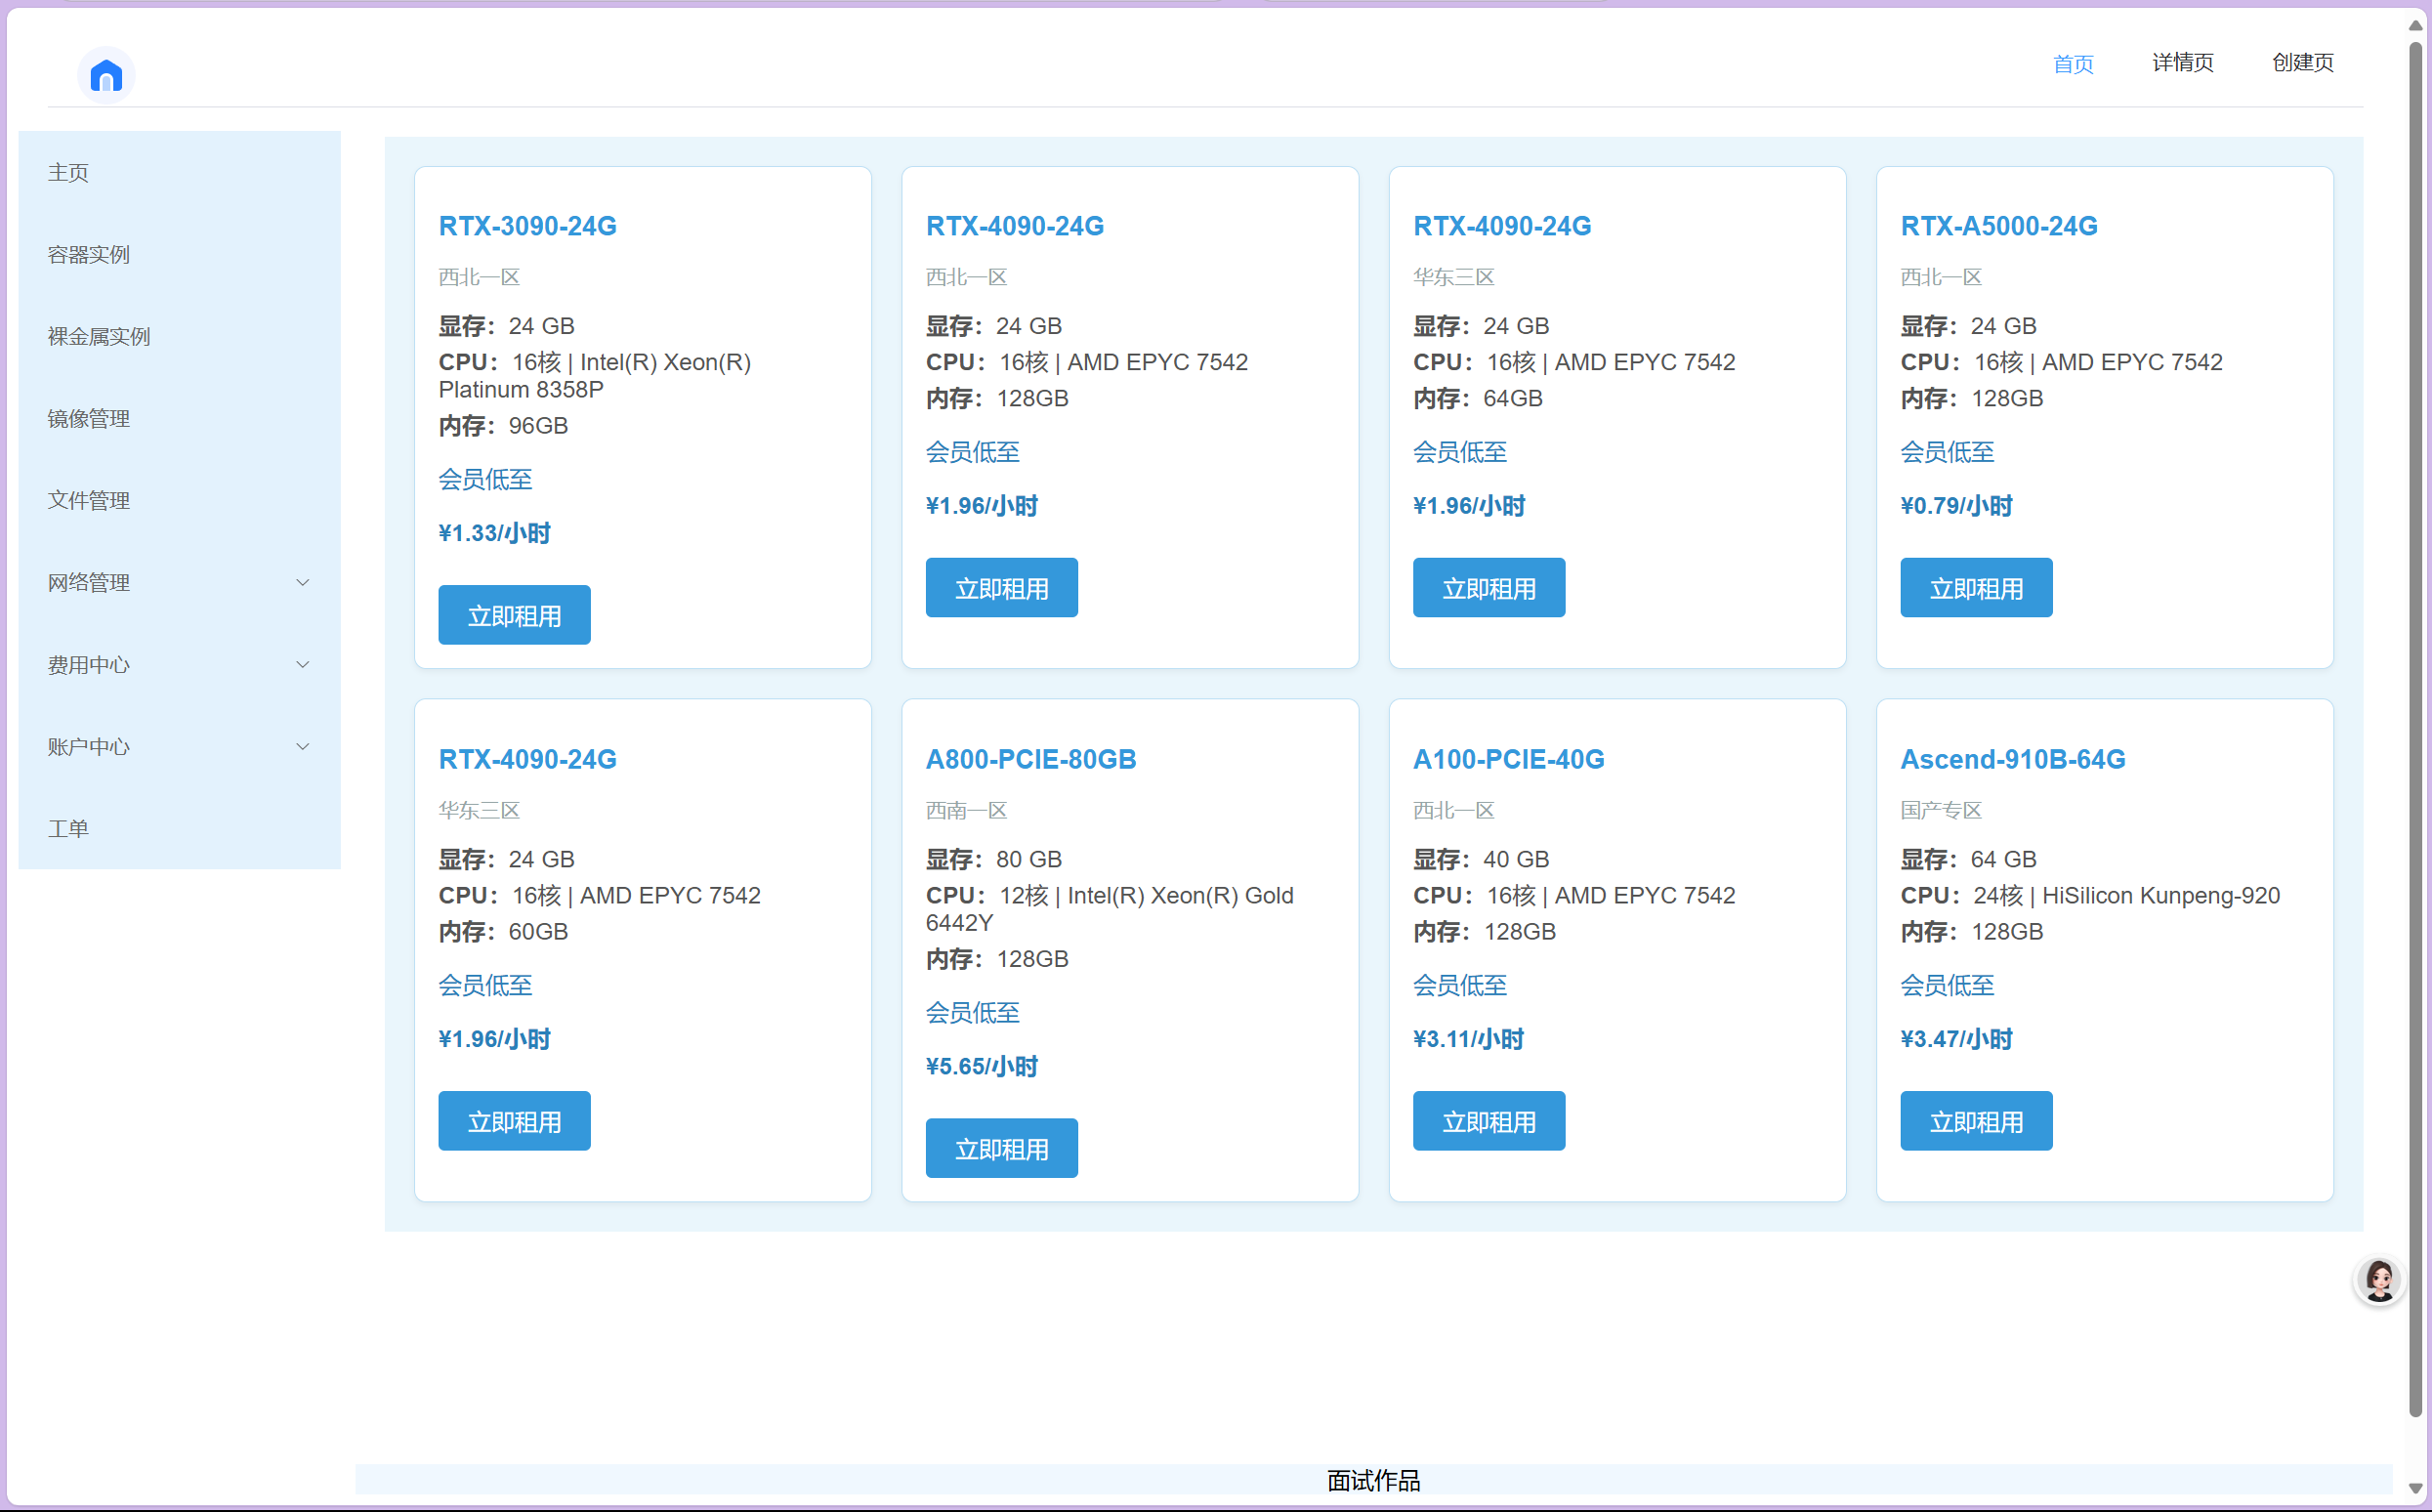 首页
详情页
创建页
主页
容器实例
裸金属实例
镜像管理
文件管理
网络管理
费用中心
账户中心
工单
RTX-3090-24G
西北一区
显存：24 GB
CPU：16核 | Intel(R) Xeon(R)
Platinum 8358P
内存：96GB
会员低至
¥1.33/小时
立即租用
RTX-4090-24G
西北一区
显存：24 GB
CPU：16核 | AMD EPYC 7542
内存：128GB
会员低至
¥1.96/小时
立即租用
RTX-4090-24G
华东三区
显存：24 GB
CPU：16核 | AMD EPYC 7542
内存：64GB
会员低至
¥1.96/小时
立即租用
RTX-A5000-24G
西北一区
显存：24 GB
CPU：16核 | AMD EPYC 7542
内存：128GB
会员低至
¥0.79/小时
立即租用
RTX-4090-24G
华东三区
显存：24 GB
CPU：16核 | AMD EPYC 7542
内存：60GB
会员低至
¥1.96/小时
立即租用
A800-PCIE-80GB
西南一区
显存：80 GB
CPU：12核 | Intel(R) Xeon(R) Gold
6442Y
内存：128GB
会员低至
¥5.65/小时
立即租用
A100-PCIE-40G
西北一区
显存：40 GB
CPU：16核 | AMD EPYC 7542
内存：128GB
会员低至
¥3.11/小时
立即租用
Ascend-910B-64G
国产专区
显存：64 GB
CPU：24核 | HiSilicon Kunpeng-920
内存：128GB
会员低至
¥3.47/小时
立即租用
面试作品